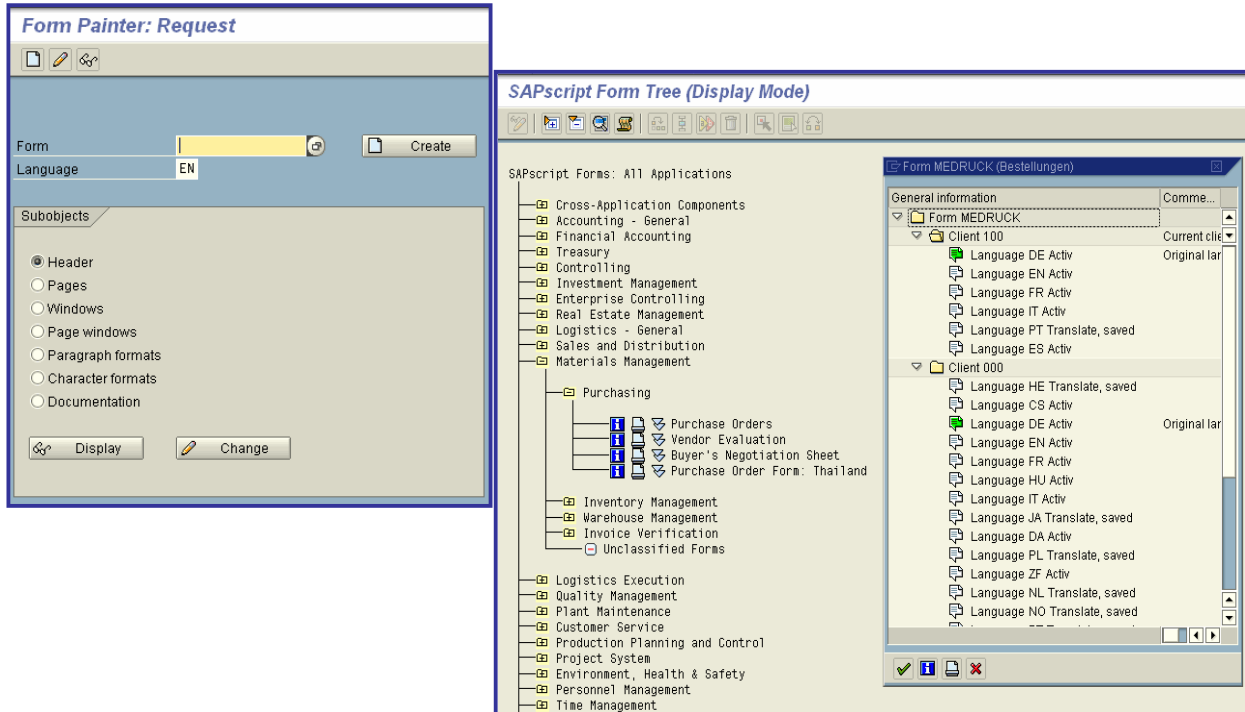 Form Painter: Request
Form
Create
Language
EN
Subobjects
Header
Pages
Windows
Page windows
Paragraph formats
Character formats
Documentation
Display
Change
SAPscript Form Tree (Display Mode)
SAPscript Forms: All Applications
Cross-Application Components
Accounting - General
Financial Accounting
Treasury
Controlling
Investment Management
Enterprise Controlling
Real Estate Management
Logistics - General
Sales and Distribution
Materials Management
Purchasing
Purchase Orders
Vendor Evaluation
Buyer's Negotiation Sheet
Purchase Order Form: Thailand
Inventory Management
Warehouse Management
Invoice Verification
Unclassified Forms
Logistics Execution
Quality Management
Plant Maintenance
Customer Service
Production Planning and Control
Project System
Environment, Health & Safety
Personnel Management
Time Management
Form MEDRUCK (Bestellungen)
General information Comme...
Form MEDRUCK
Client 100 Current clie
Language DE Activ Original lar
Language EN Activ
Language FR Activ
Language IT Activ
Language PT Translate, saved
Language ES Activ
Client 000
Language HE Translate, saved
Language CS Activ
Language DE Activ Original lar
Language EN Activ
Language FR Activ
Language HU Activ
Language IT Activ
Language JA Translate, saved
Language DA Activ
Language PL Translate, saved
Language ZF Activ
Language NL Translate, saved
Language NO Translate, saved